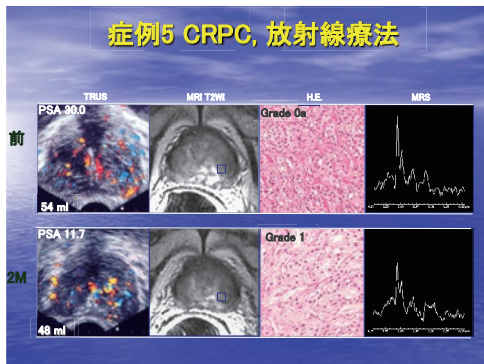 症例5 CRPC, 放射線療法
TRUS MRI T2WI H.E. MRS
前
PSA 30.0
Grade 0a
54 ml
2M
PSA 11.7
Grade 1
48 ml